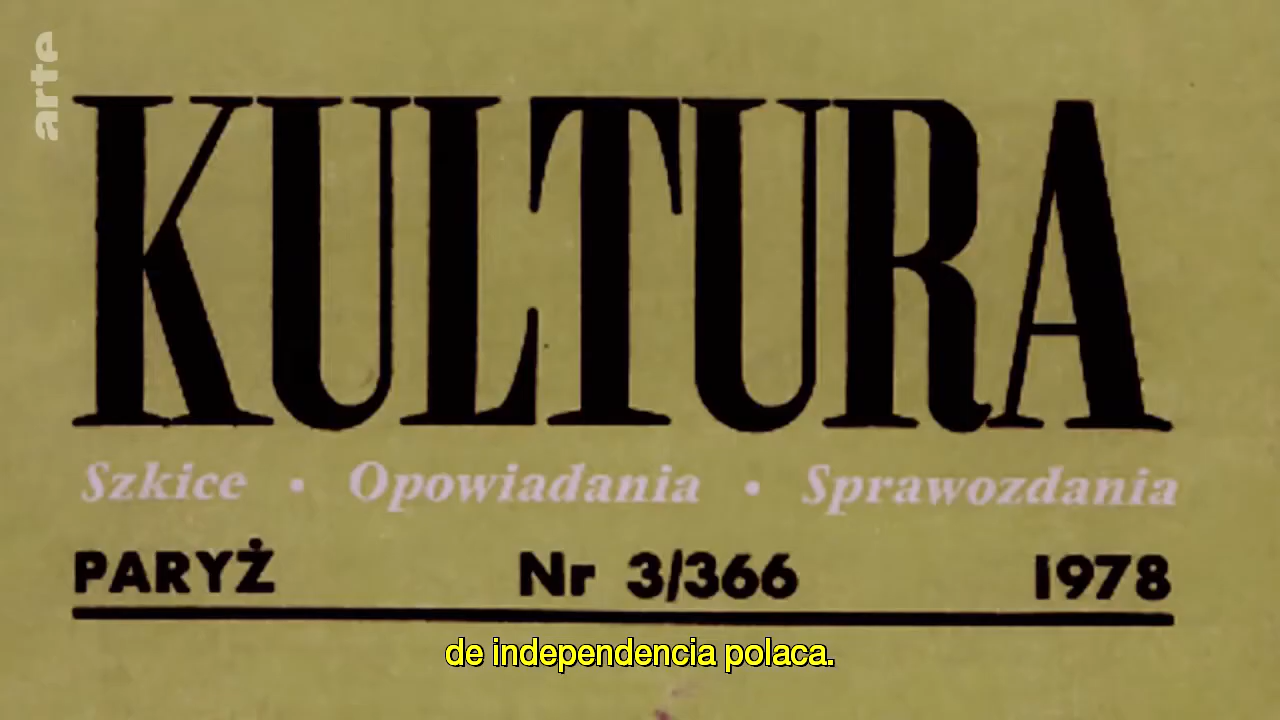 arte
KULTURA
Szkice • Opowiadania • Sprawozdania
PARYŻ Nr 3/366 1978
de independencia polaca.